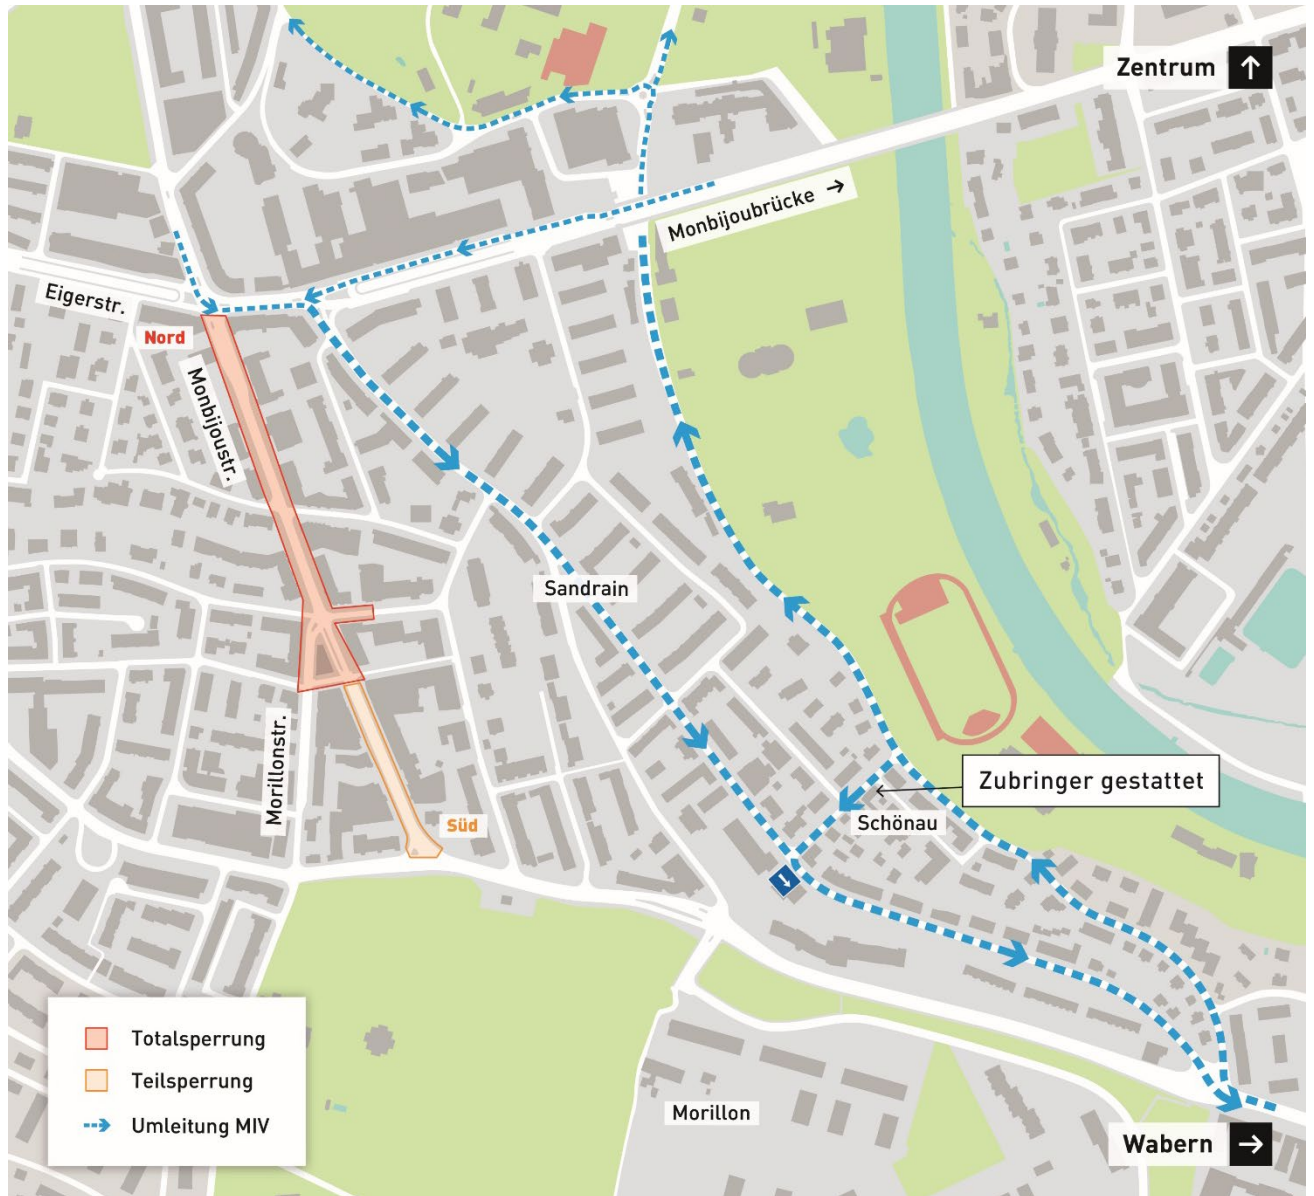 Zentrum ↑
Monbijoubrücke →
Eigerstr.
Nord
Monbijoustr.
Sandrain
Morillonstr.
Zubringer gestattet
Süd
Schönau
Totalsperrung
Teilsperrung
Umleitung MIV
Morillon
Wabern →